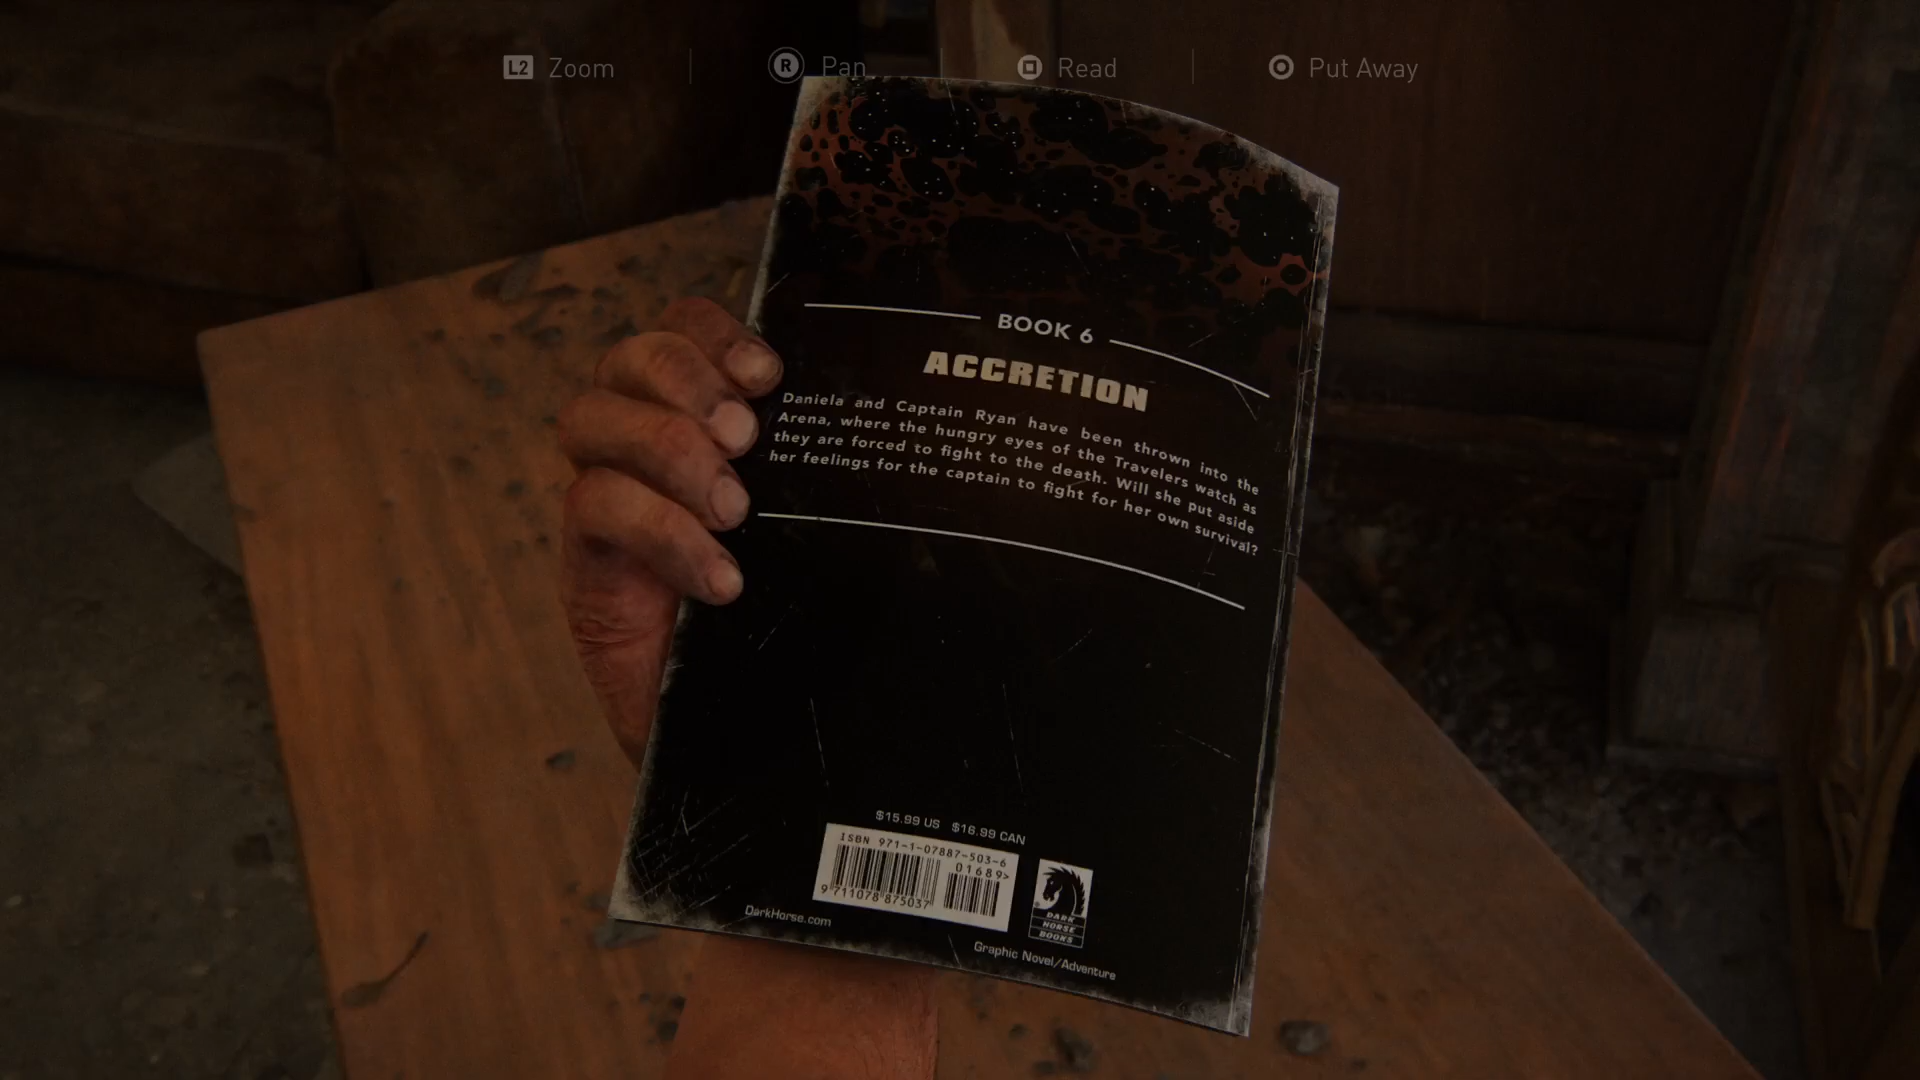 L2 Zoom
R Pan
Read
Put Away
BOOK 6
ACCRETION
Daniela and Captain Ryan have been thrown into the
Arena, where the hungry eyes of the Travelers watch as
they are forced to fight to the death. Will she put aside
her feelings for the captain to fight for her own survival?
$15.99 US $16.99 CAN
ISBN 971-1-07887-503-6
01689>
9 711078 875037
DARK
HORSE
BOOKS
DarkHorse.com
Graphic Novel/Adventure